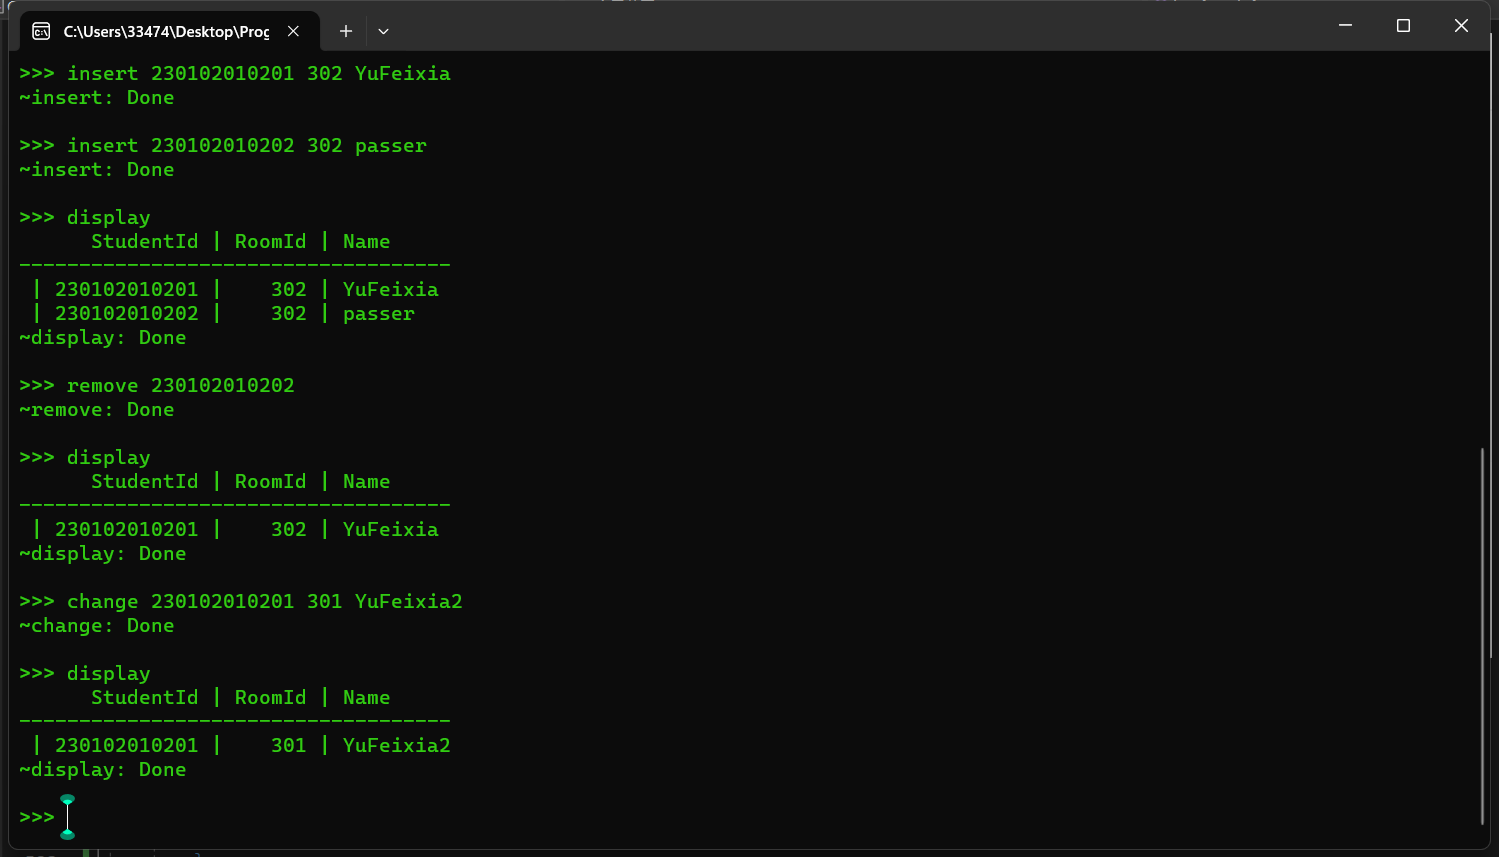 C:\Users\33474\Desktop\Prog
>>> insert 230102010201 302 YuFeixia
~insert: Done
>>> insert 230102010202 302 passer
~insert: Done
>>> display
      StudentId | RoomId | Name
------------------------------------
 | 230102010201 |    302 | YuFeixia
 | 230102010202 |    302 | passer
~display: Done
>>> remove 230102010202
~remove: Done
>>> display
      StudentId | RoomId | Name
------------------------------------
 | 230102010201 |    302 | YuFeixia
~display: Done
>>> change 230102010201 301 YuFeixia2
~change: Done
>>> display
      StudentId | RoomId | Name
------------------------------------
 | 230102010201 |    301 | YuFeixia2
~display: Done
>>>